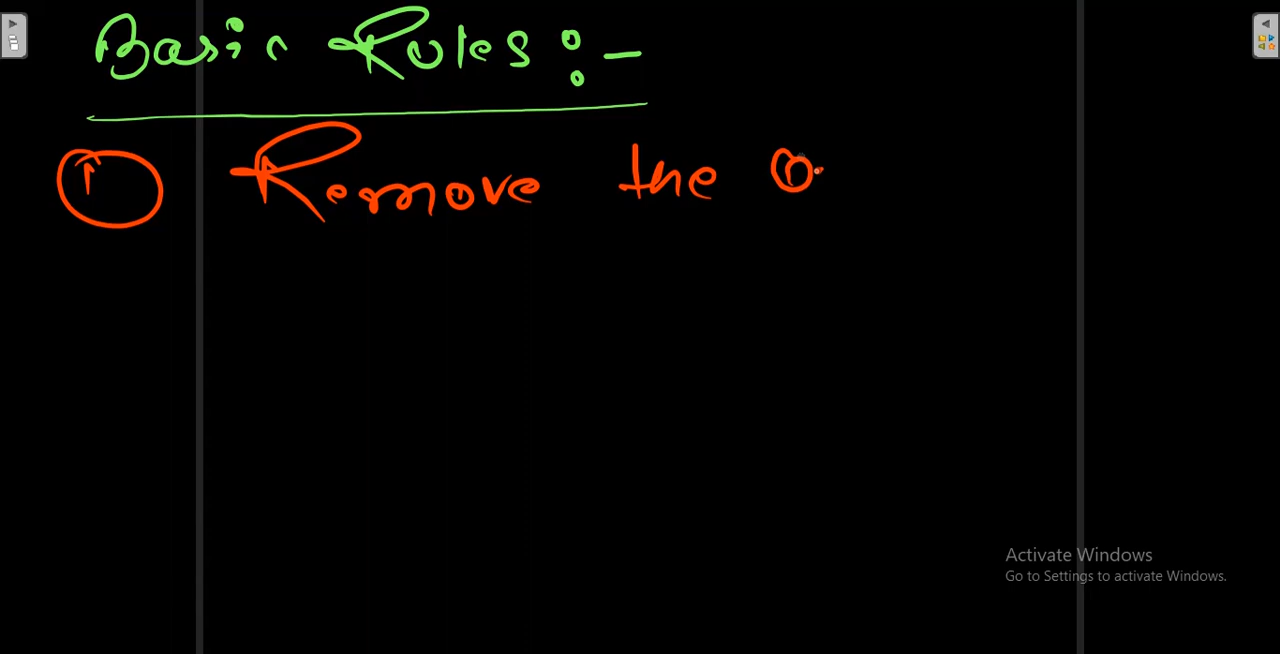 Basic Rules :-
① Remove the O
Activate Windows
Go to Settings to activate Windows.